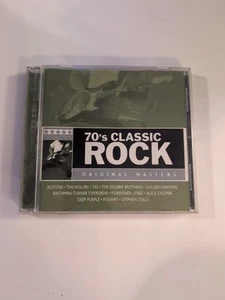 70's CLASSIC
ROCK
ORIGINAL MASTERS
BOSTON • THE HOLLIES • YES • THE DOOBIE BROTHERS • GOLDEN EARRING
BACHMAN-TURNER OVERDRIVE • FOREIGNER • FREE • ALICE COOPER
DEEP PURPLE • FOGHAT • STEPHEN STILLS